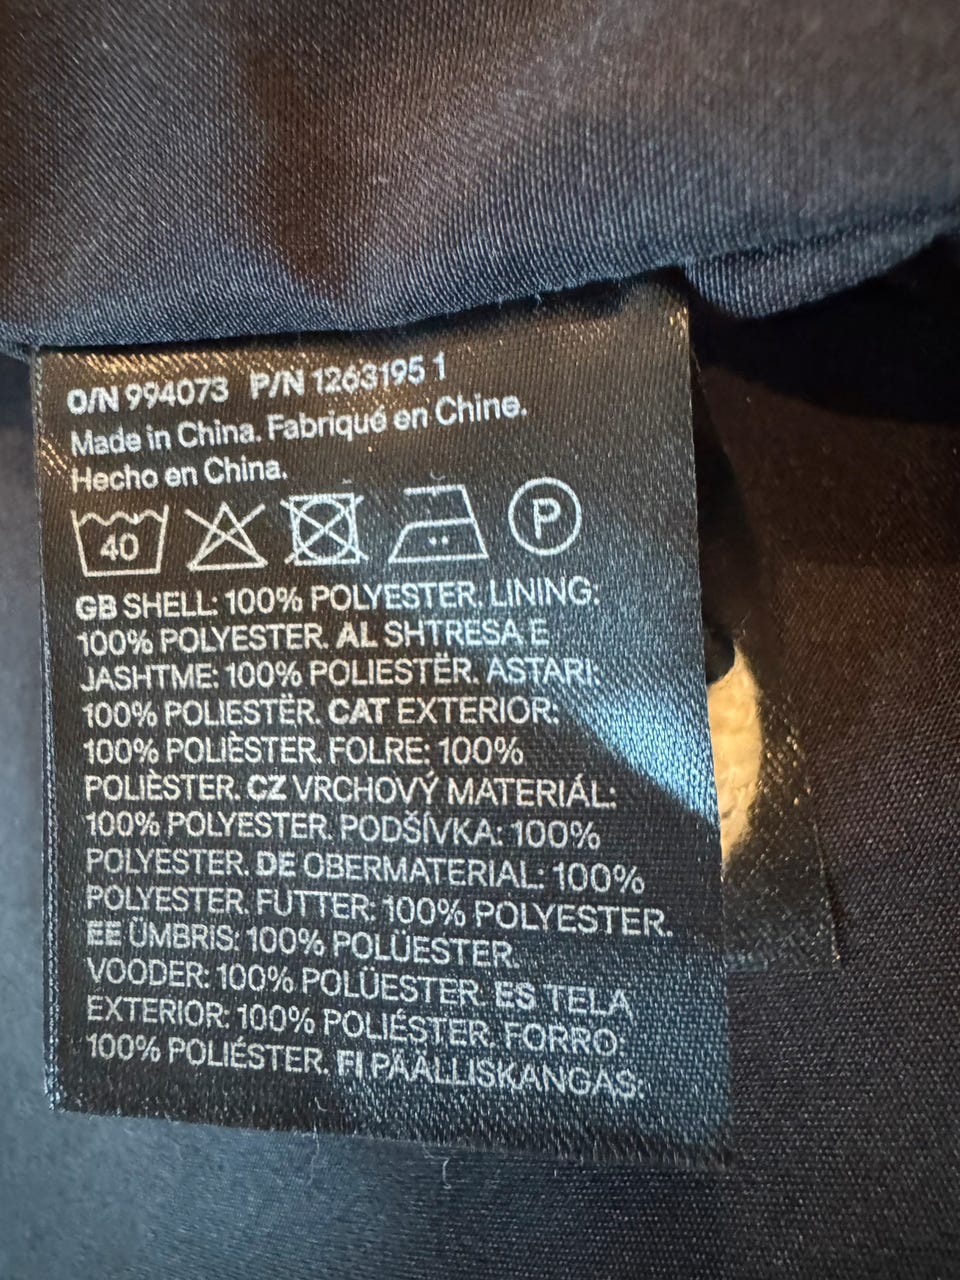 O/N 994073 P/N 1263195 1
Made in China. Fabriqué en Chine.
Hecho en China.
40 P
GB SHELL: 100% POLYESTER. LINING:
100% POLYESTER. AL SHTRESA E
JASHTME: 100% POLIESTËR. ASTARI:
100% POLIESTËR. CAT EXTERIOR:
100% POLIÈSTER. FOLRE: 100%
POLIÈSTER. CZ VRCHOVÝ MATERIÁL:
100% POLYESTER. PODŠÍVKA: 100%
POLYESTER. DE OBERMATERIAL: 100%
POLYESTER. FUTTER: 100% POLYESTER.
EE ÜMBRIS: 100% POLÜESTER.
VOODER: 100% POLÜESTER. ES TELA
EXTERIOR: 100% POLIÉSTER. FORRO:
100% POLIÉSTER. FI PÄÄLLISKANGAS: